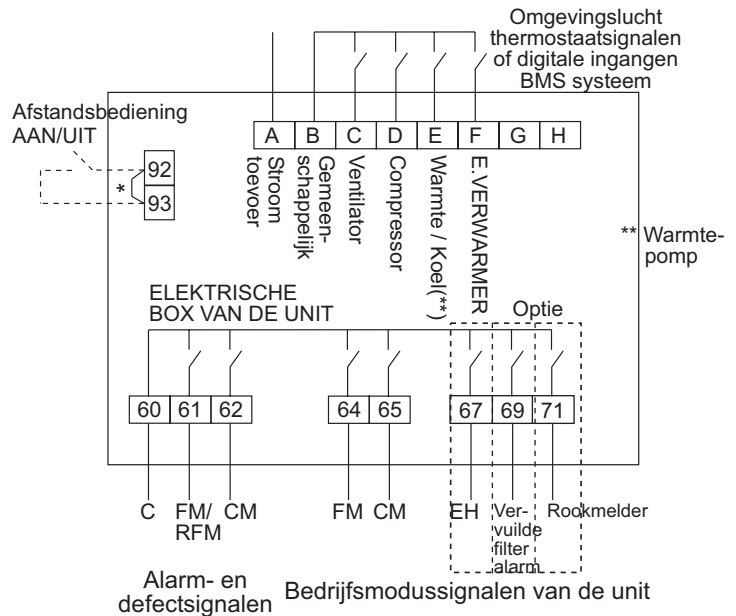 Omgevingslucht
thermostaatsignalen
of digitale ingangen
BMS systeem
Afstandsbediening
AAN/UIT
92
93
*
A B C D E F G H
Stroom
toevoer
Gemeen-
schappelijk
Ventilator
Compressor
Warmte / Koel(**)
E.VERWARMER
** Warmte-
pomp
ELEKTRISCHE
BOX VAN DE UNIT
Optie
60 61 62 64 65 67 69 71
C FM/
RFM
CM FM CM EH Ver-
vuilde
filter
alarm
Rookmelder
Alarm- en
defectsignalen
Bedrijfsmodussignalen van de unit